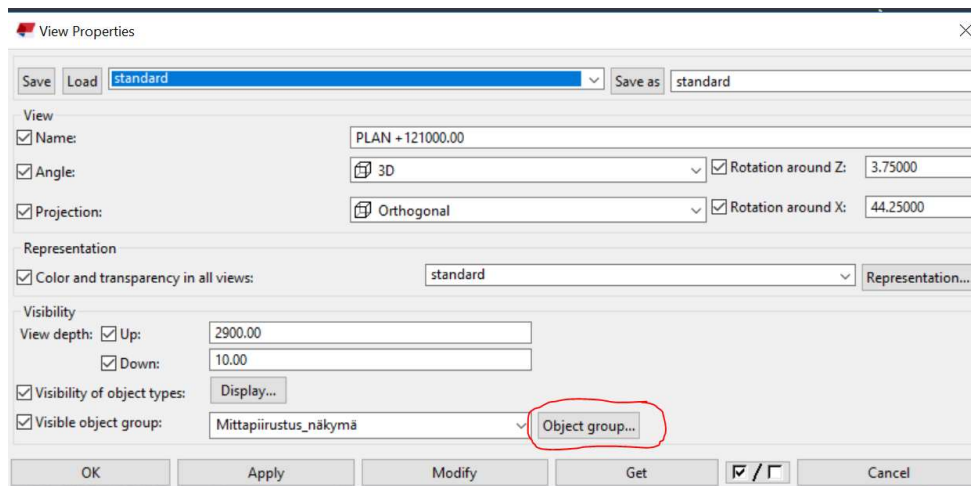 View Properties
Save Load standard Save as standard
View
Name: PLAN +121000.00
Angle: 3D Rotation around Z: 3.75000
Projection: Orthogonal Rotation around X: 44.25000
Representation
Color and transparency in all views: standard Representation...
Visibility
View depth: Up: 2900.00
Down: 10.00
Visibility of object types: Display...
Visible object group: Mittapiirustus_näkymä Object group...
OK Apply Modify Get / Cancel